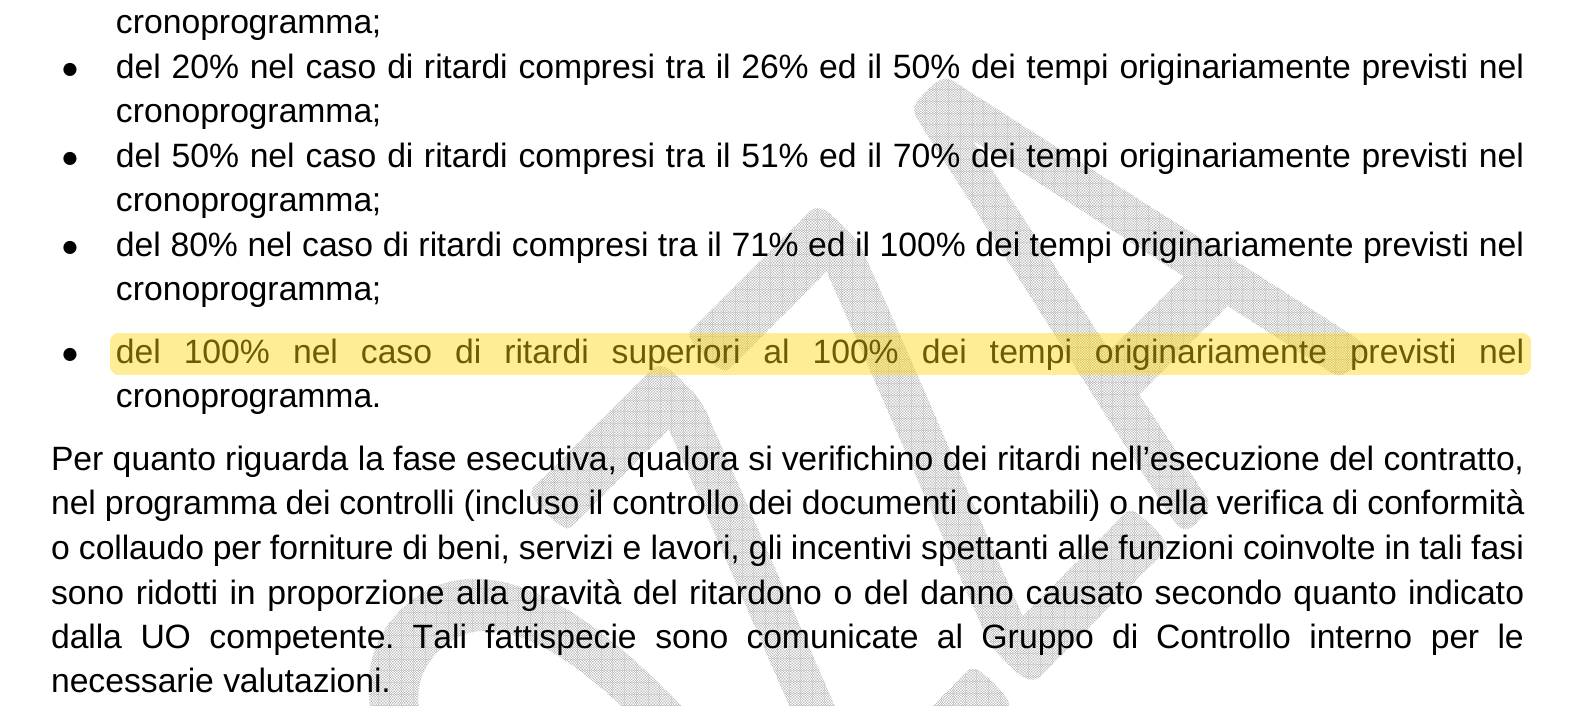 cronoprogramma;
● del 20% nel caso di ritardi compresi tra il 26% ed il 50% dei tempi originariamente previsti nel
cronoprogramma;
● del 50% nel caso di ritardi compresi tra il 51% ed il 70% dei tempi originariamente previsti nel
cronoprogramma;
● del 80% nel caso di ritardi compresi tra il 71% ed il 100% dei tempi originariamente previsti nel
cronoprogramma;
● del 100% nel caso di ritardi superiori al 100% dei tempi originariamente previsti nel
cronoprogramma.
Per quanto riguarda la fase esecutiva, qualora si verifichino dei ritardi nell’esecuzione del contratto,
nel programma dei controlli (incluso il controllo dei documenti contabili) o nella verifica di conformità
o collaudo per forniture di beni, servizi e lavori, gli incentivi spettanti alle funzioni coinvolte in tali fasi
sono ridotti in proporzione alla gravità del ritardono o del danno causato secondo quanto indicato
dalla UO competente. Tali fattispecie sono comunicate al Gruppo di Controllo interno per le
necessarie valutazioni.